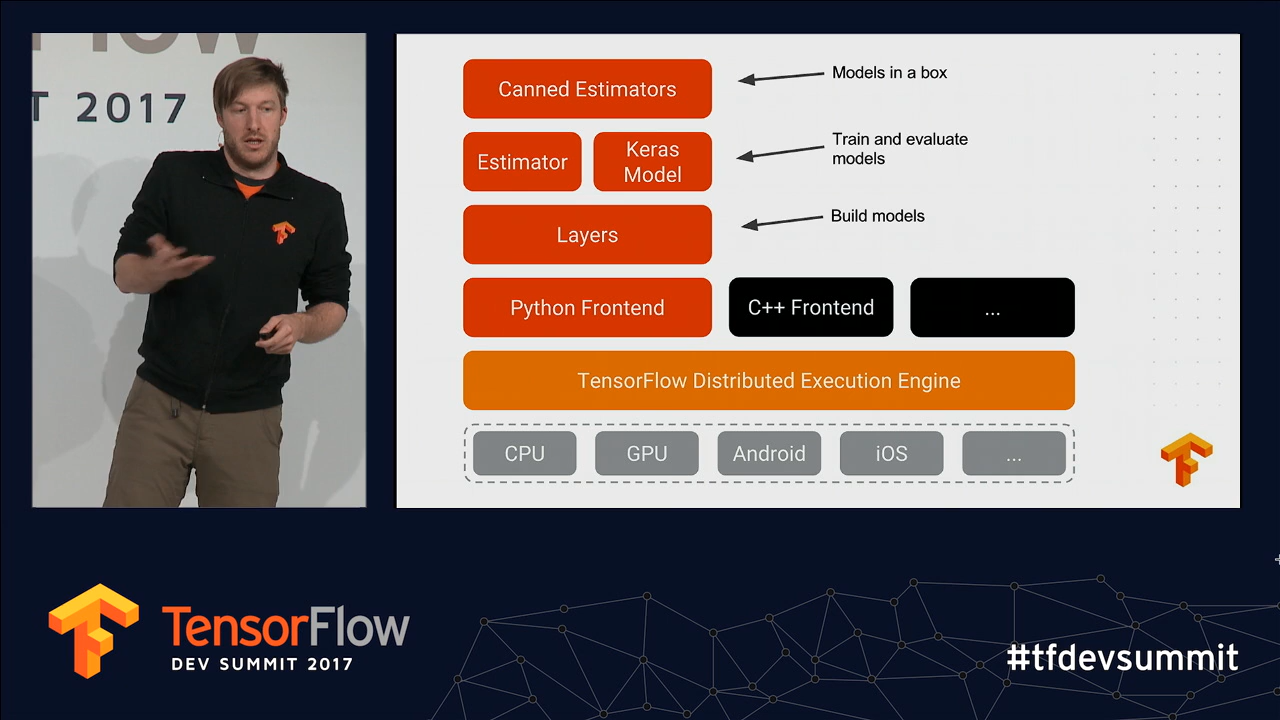 FLOW
T 2017
Canned Estimators
Models in a box
Estimator
Keras
Model
Train and evaluate
models
Layers
Build models
Python Frontend
C++ Frontend
...
TensorFlow Distributed Execution Engine
CPU
GPU
Android
iOS
...
TensorFlow
DEV SUMMIT 2017
#tfdevsummit